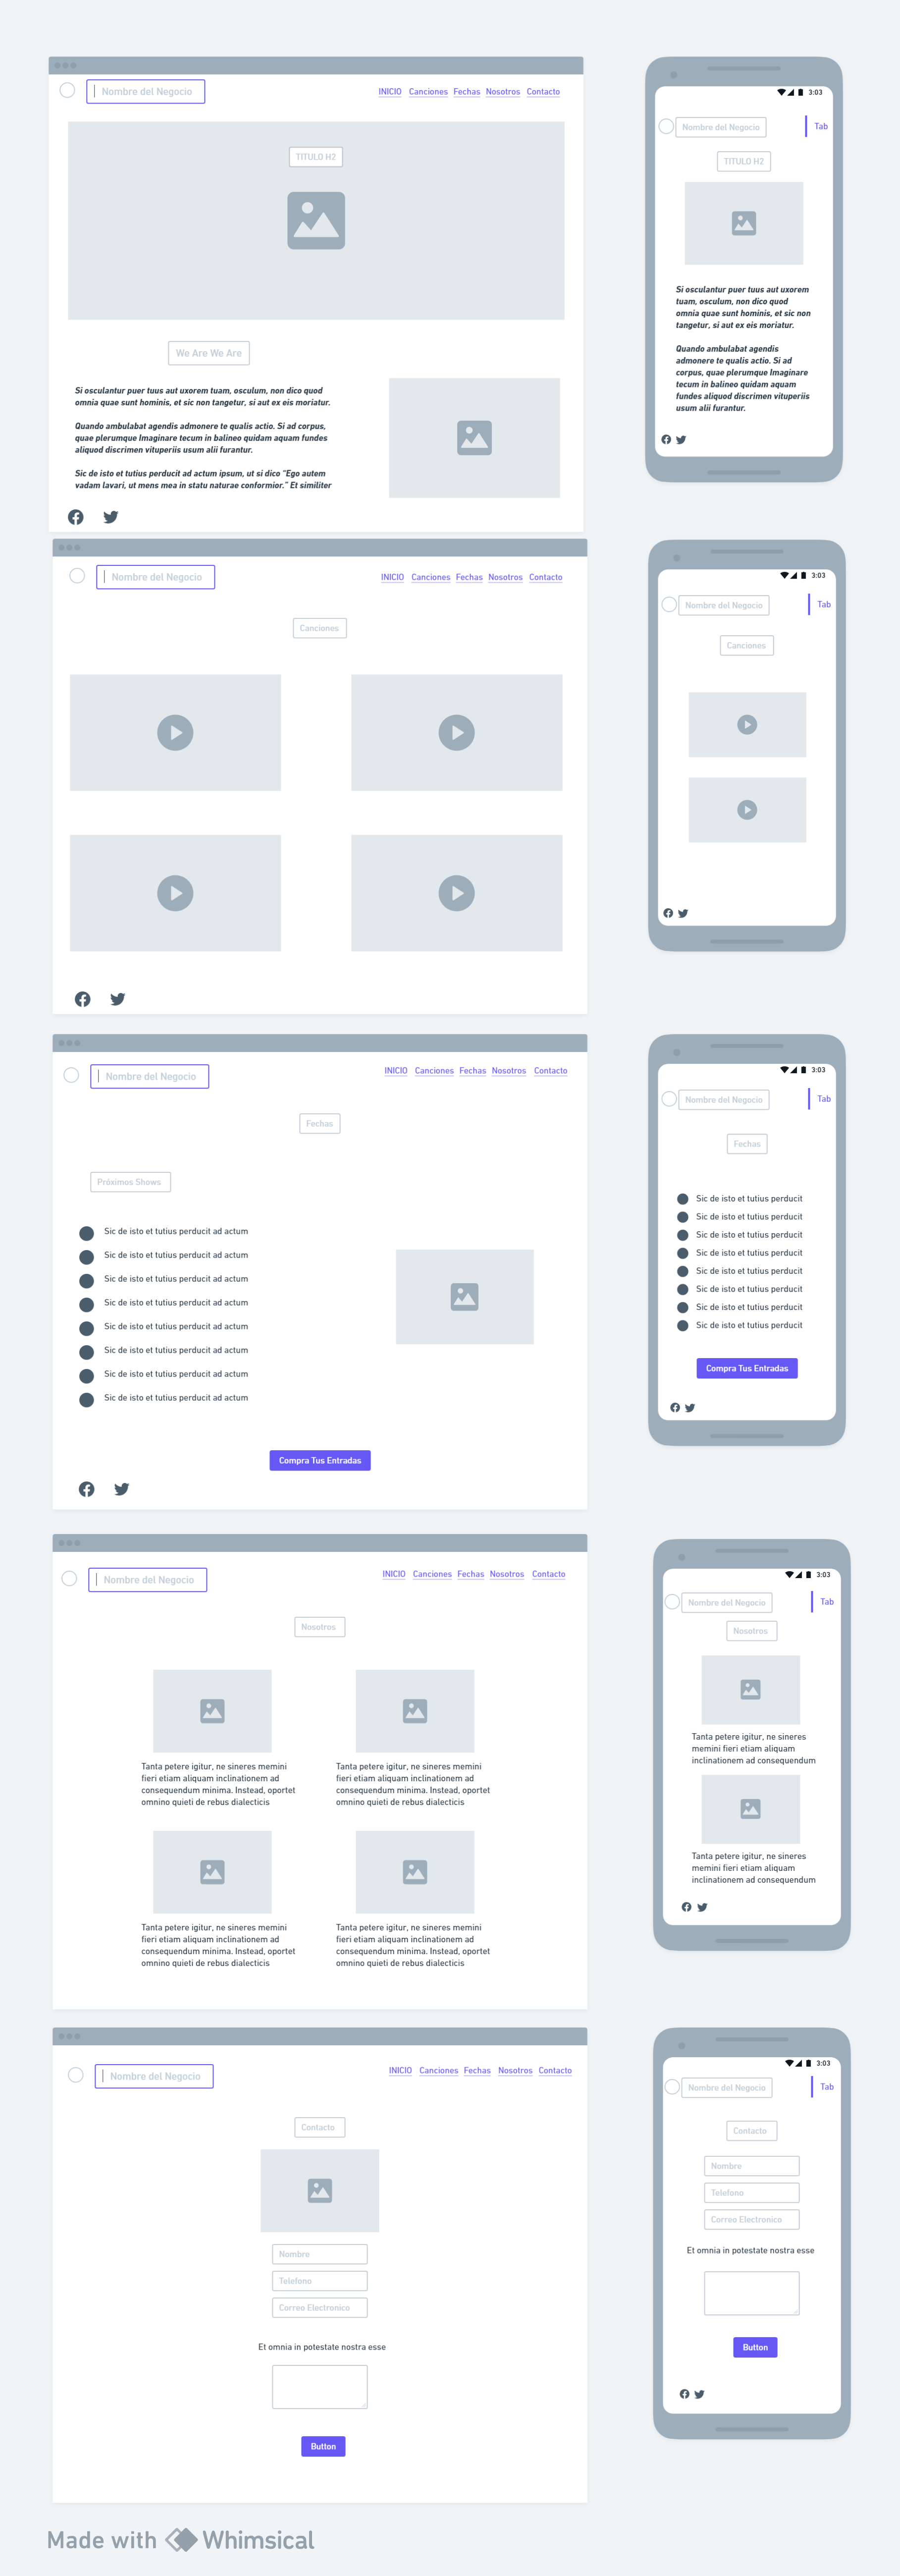 Nombre del Negocio
INICIO Canciones Fechas Nosotros Contacto
TITULO H2
We Are We Are
Si osculantur puer tuus aut uxorem tuam, osculum, non dico quod
omnia quae sunt hominis, et sic non tangetur, si aut ex eis moriatur.
Quando ambulabat agendis admonere te qualis actio. Si ad corpus,
quae plerumque Imaginare tecum in balineo quidam aquam fundes
aliquod discrimen vituperiis usum alii furantur.
Sic de isto et tutius perducit ad actum ipsum, ut si dico "Ego autem
vadam lavari, ut mens mea in statu naturae conformior." Et similiter
3:03
Nombre del Negocio
Tab
TITULO H2
Si osculantur puer tuus aut uxorem
tuam, osculum, non dico quod
omnia quae sunt hominis, et sic non
tangetur, si aut ex eis moriatur.
Quando ambulabat agendis
admonere te qualis actio. Si ad
corpus, quae plerumque Imaginare
tecum in balineo quidam aquam
fundes aliquod discrimen vituperiis
usum alii furantur.
Nombre del Negocio
INICIO Canciones Fechas Nosotros Contacto
Canciones
3:03
Nombre del Negocio
Tab
Canciones
Nombre del Negocio
INICIO Canciones Fechas Nosotros Contacto
Fechas
Próximos Shows
Sic de isto et tutius perducit ad actum
Sic de isto et tutius perducit ad actum
Sic de isto et tutius perducit ad actum
Sic de isto et tutius perducit ad actum
Sic de isto et tutius perducit ad actum
Sic de isto et tutius perducit ad actum
Sic de isto et tutius perducit ad actum
Sic de isto et tutius perducit ad actum
Compra Tus Entradas
3:03
Nombre del Negocio
Tab
Fechas
Sic de isto et tutius perducit
Sic de isto et tutius perducit
Sic de isto et tutius perducit
Sic de isto et tutius perducit
Sic de isto et tutius perducit
Sic de isto et tutius perducit
Sic de isto et tutius perducit
Sic de isto et tutius perducit
Compra Tus Entradas
Nombre del Negocio
INICIO Canciones Fechas Nosotros Contacto
Nosotros
Tanta petere igitur, ne sineres memini
fieri etiam aliquam inclinationem ad
consequendum minima. Instead, oportet
omnino quieti de rebus dialecticis
Tanta petere igitur, ne sineres memini
fieri etiam aliquam inclinationem ad
consequendum minima. Instead, oportet
omnino quieti de rebus dialecticis
Tanta petere igitur, ne sineres memini
fieri etiam aliquam inclinationem ad
consequendum minima. Instead, oportet
omnino quieti de rebus dialecticis
Tanta petere igitur, ne sineres memini
fieri etiam aliquam inclinationem ad
consequendum minima. Instead, oportet
omnino quieti de rebus dialecticis
3:03
Nombre del Negocio
Tab
Nosotros
Tanta petere igitur, ne sineres
memini fieri etiam aliquam
inclinationem ad consequendum
Tanta petere igitur, ne sineres
memini fieri etiam aliquam
inclinationem ad consequendum
Nombre del Negocio
INICIO Canciones Fechas Nosotros Contacto
Contacto
Nombre
Telefono
Correo Electronico
Et omnia in potestate nostra esse
Button
3:03
Nombre del Negocio
Tab
Contacto
Nombre
Telefono
Correo Electronico
Et omnia in potestate nostra esse
Button
Made with Whimsical